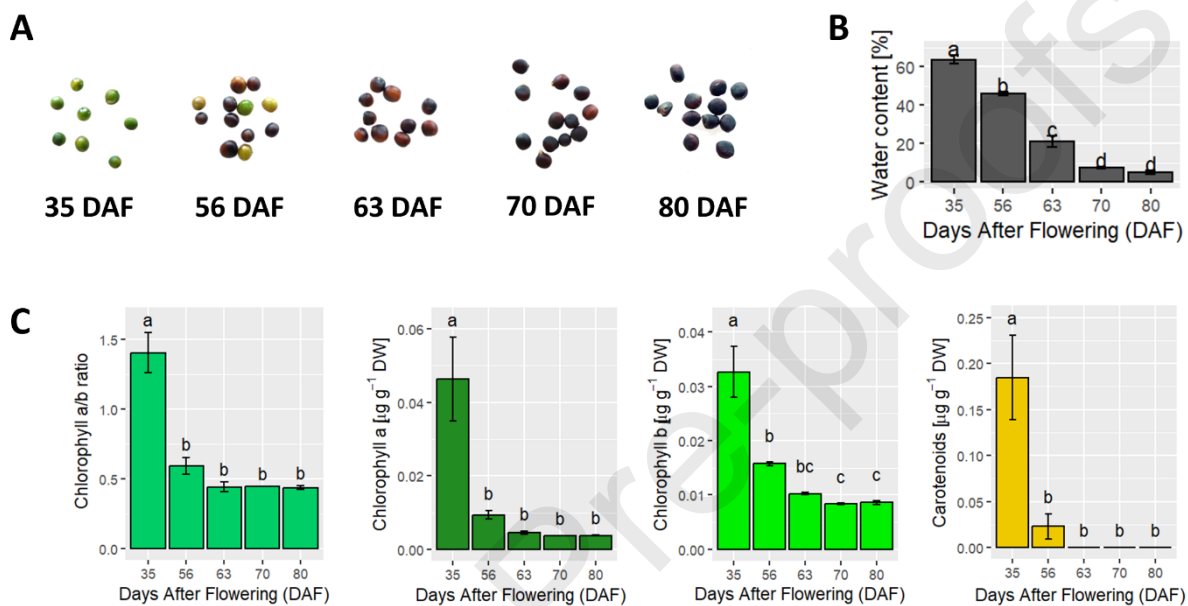 A
35 DAF
56 DAF
63 DAF
70 DAF
80 DAF
B
Water content [%]
60
40
20
0
a
b
c
d
d
35 56 63 70 80
Days After Flowering (DAF)
C
Chlorophyll a/b ratio
1.5
1.0
0.5
0.0
a
b
b
b
b
35 56 63 70 80
Days After Flowering (DAF)
Chlorophyll a [µg g⁻¹ DW]
0.06
0.04
0.02
0.00
a
b
b
b
b
35 56 63 70 80
Days After Flowering (DAF)
Chlorophyll b [µg g⁻¹ DW]
0.04
0.03
0.02
0.01
0.00
a
b
bc
c
c
35 56 63 70 80
Days After Flowering (DAF)
Carotenoids [µg g⁻¹ DW]
0.25
0.20
0.15
0.10
0.05
0.00
a
b
b
b
b
35 56 63 70 80
Days After Flowering (DAF)
Pre-proofs